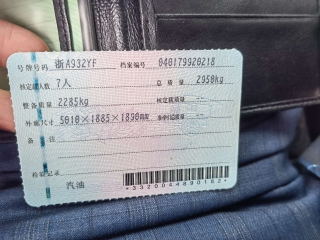 号牌号码 浙A932YF 档案编号 040179920218
核定载人数 7人 总质量 2950kg
整备质量 2285kg 核定载质量 --
外廓尺寸 5010×1885×1890mm 准牵引总质量 --
备注
检验记录
汽油
*3320044890162*